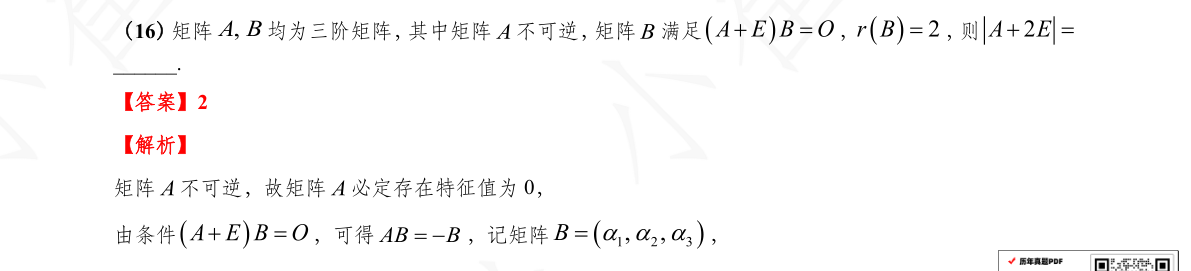 (16) 矩阵 A, B 均为三阶矩阵,其中矩阵 A 不可逆,矩阵 B 满足 (A+E)B=O, r(B)=2,则 |A+2E|=
______.
【答案】2
【解析】
矩阵 A 不可逆,故矩阵 A 必定存在特征值为 0,
由条件 (A+E)B=O,可得 AB=−B,记矩阵 B=(α₁,α₂,α₃),
✓ 历年真题PDF